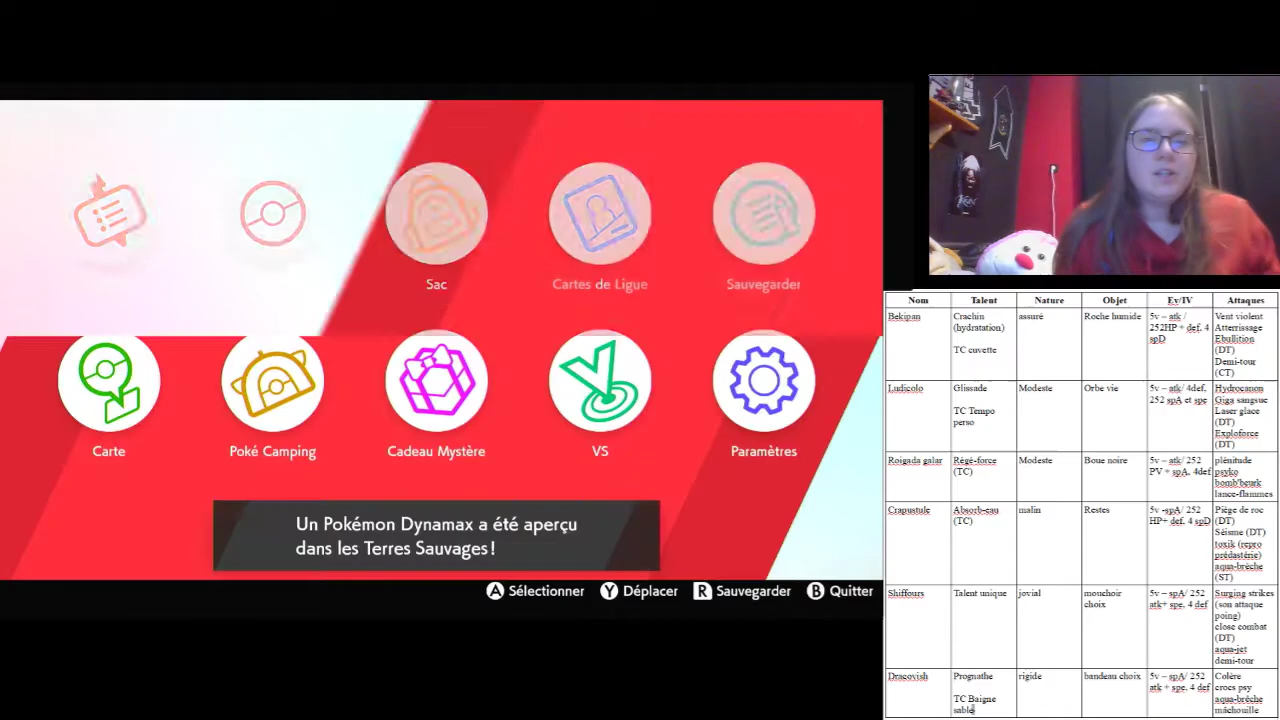 Sac
Cartes de Ligue
Sauvegarder
Carte
Poké Camping
Cadeau Mystère
VS
Paramètres
Un Pokémon Dynamax a été aperçu
dans les Terres Sauvages!
A Sélectionner Y Déplacer R Sauvegarder B Quitter
Nom Talent Nature Objet Ev/IV Attaques
Bekipan
Crachin
(hydratation)
TC cuvette
assuré
Roche humide
5v – atk /
252HP + def. 4
spD
Vent violent
Atterrissage
Ebullition
(DT)
Demi-tour
(CT)
Ludicolo
Glissade
TC Tempo
perso
Modeste
Orbe vie
5v – atk/ 4def,
252 spA et spe
Hydrocanon
Giga sangsue
Laser glace
(DT)
Exploforce
(DT)
Roigada galar
Régé-force
(TC)
Modeste
Boue noire
5v – atk/ 252
PV + spA, 4def
plénitude
psyko
bomb'beurk
lance-flammes
Crapustule
Absorb-eau
(TC)
malin
Restes
5v -spA/ 252
HP+ def. 4 spD
Piège de roc
(DT)
Séisme (DT)
toxik (repro
prédastérie)
aqua-brèche
(ST)
Shiffours
Talent unique
jovial
mouchoir
choix
5v – spA/ 252
atk+ spe. 4 def
Surging strikes
(son attaque
poing)
close combat
(DT)
aqua-jet
demi-tour
Dracovish
Prognathe
TC Baigne
sable
rigide
bandeau choix
5v – spA/ 252
atk + spe. 4 def
Colère
crocs psy
aqua-brèche
mâchouille